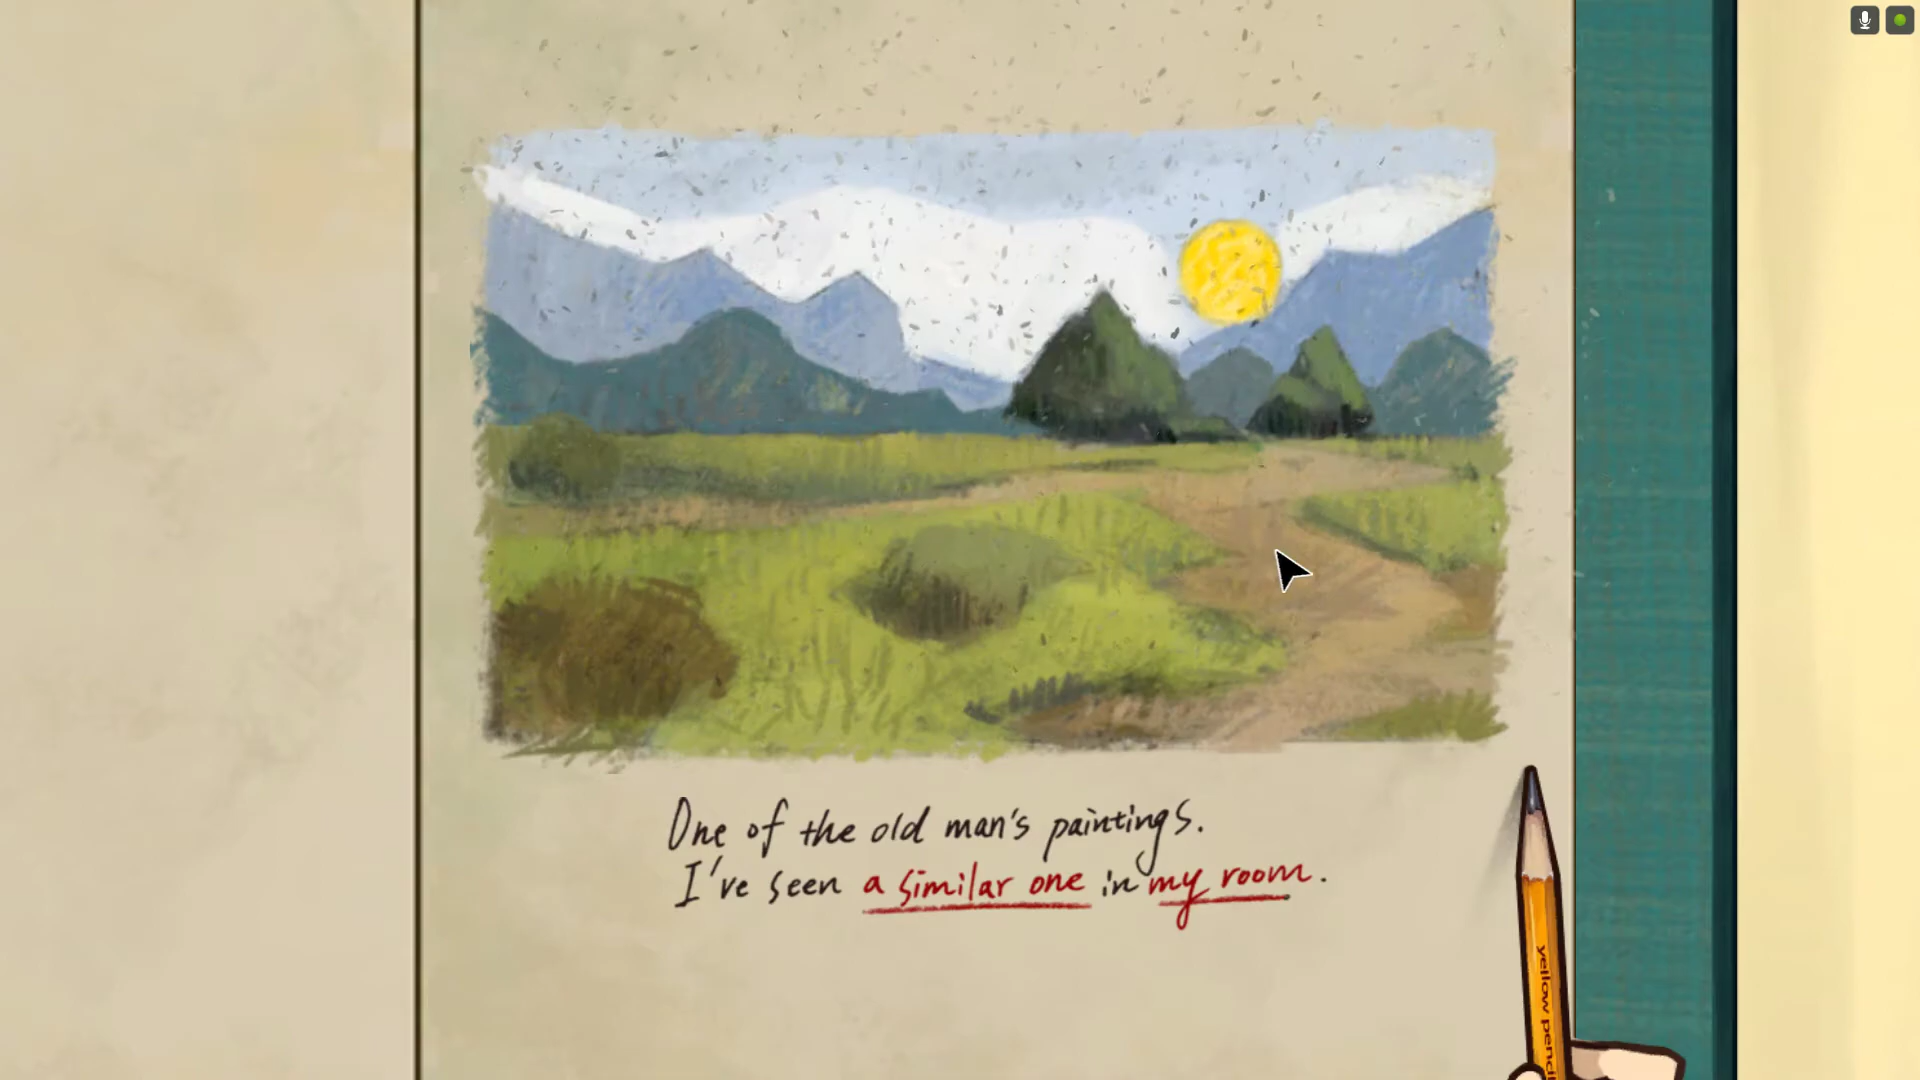 One of the old man's paintings.
I've seen a similar one in my room.
yellow pencil